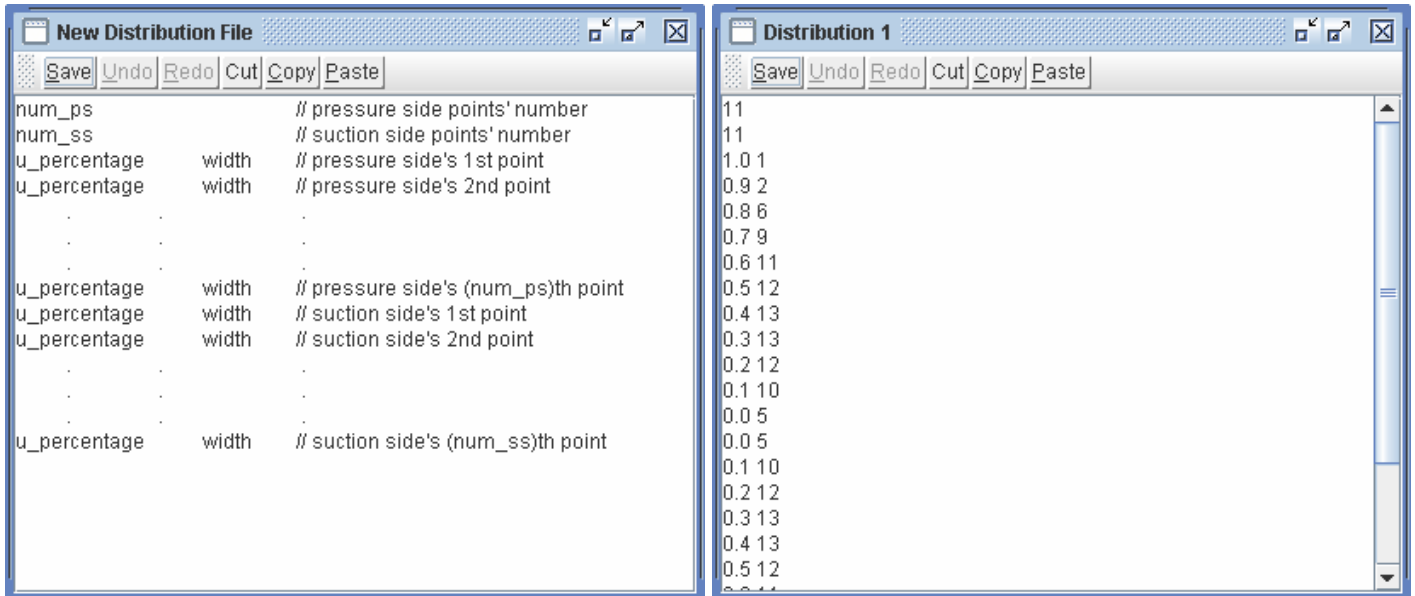 New Distribution File
Save Undo Redo Cut Copy Paste
num_ps // pressure side points' number
num_ss // suction side points' number
u_percentage width // pressure side's 1st point
u_percentage width // pressure side's 2nd point
. . .
. . .
. . .
u_percentage width // pressure side's (num_ps)th point
u_percentage width // suction side's 1st point
u_percentage width // suction side's 2nd point
. . .
. . .
. . .
u_percentage width // suction side's (num_ss)th point
Distribution 1
Save Undo Redo Cut Copy Paste
11
11
1.0 1
0.9 2
0.8 6
0.7 9
0.6 11
0.5 12
0.4 13
0.3 13
0.2 12
0.1 10
0.0 5
0.0 5
0.1 10
0.2 12
0.3 13
0.4 13
0.5 12